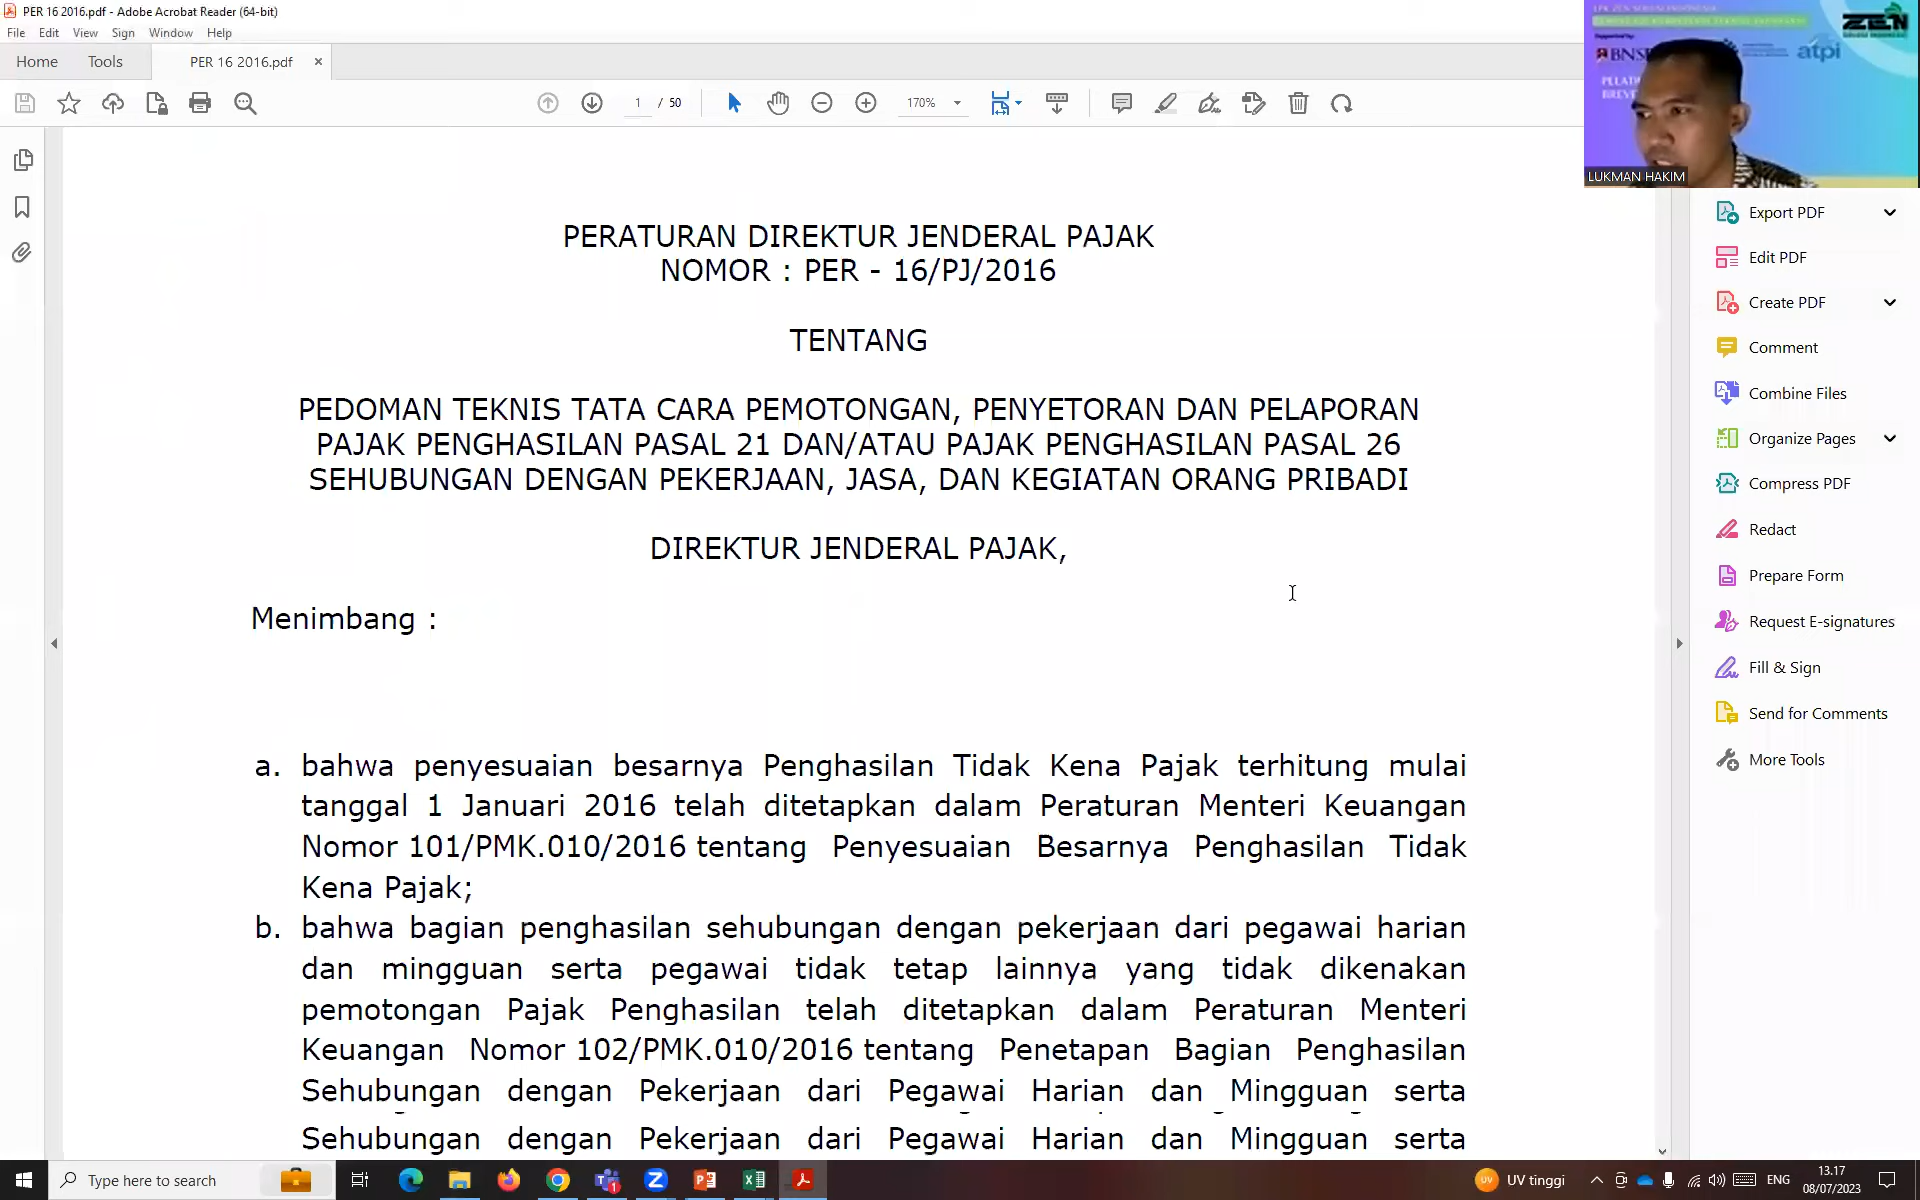 PER 16 2016.pdf - Adobe Acrobat Reader (64-bit)
File Edit View Sign Window Help
Home Tools PER 16 2016.pdf ×
1 / 50 170%
ZEN
BNSP atpi
LUKMAN HAKIM
PERATURAN DIREKTUR JENDERAL PAJAK
NOMOR : PER - 16/PJ/2016
TENTANG
PEDOMAN TEKNIS TATA CARA PEMOTONGAN, PENYETORAN DAN PELAPORAN
PAJAK PENGHASILAN PASAL 21 DAN/ATAU PAJAK PENGHASILAN PASAL 26
SEHUBUNGAN DENGAN PEKERJAAN, JASA, DAN KEGIATAN ORANG PRIBADI
DIREKTUR JENDERAL PAJAK,
Menimbang :
a. bahwa penyesuaian besarnya Penghasilan Tidak Kena Pajak terhitung mulai
tanggal 1 Januari 2016 telah ditetapkan dalam Peraturan Menteri Keuangan
Nomor 101/PMK.010/2016 tentang Penyesuaian Besarnya Penghasilan Tidak
Kena Pajak;
b. bahwa bagian penghasilan sehubungan dengan pekerjaan dari pegawai harian
dan mingguan serta pegawai tidak tetap lainnya yang tidak dikenakan
pemotongan Pajak Penghasilan telah ditetapkan dalam Peraturan Menteri
Keuangan Nomor 102/PMK.010/2016 tentang Penetapan Bagian Penghasilan
Sehubungan dengan Pekerjaan dari Pegawai Harian dan Mingguan serta
Sehubungan dengan Pekerjaan dari Pegawai Harian dan Mingguan serta
Export PDF
Edit PDF
Create PDF
Comment
Combine Files
Organize Pages
Compress PDF
Redact
Prepare Form
Request E-signatures
Fill & Sign
Send for Comments
More Tools
Type here to search
UV tinggi
ENG
13.17
08/07/2023